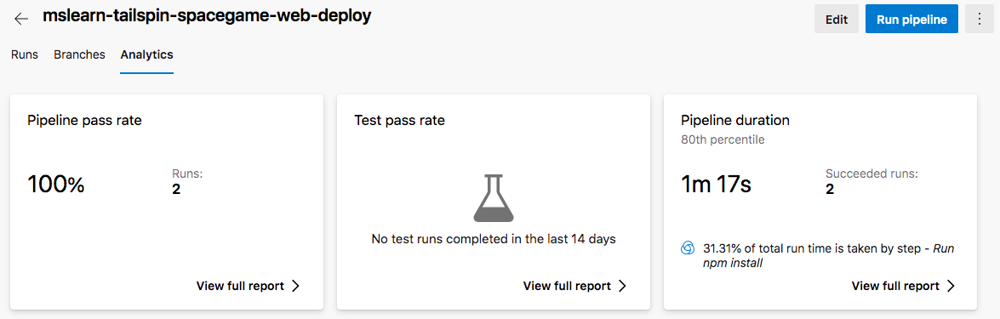 mslearn-tailspin-spacegame-web-deploy
Edit
Run pipeline
Runs
Branches
Analytics
Pipeline pass rate
100%
Runs:
2
View full report
Test pass rate
No test runs completed in the last 14 days
View full report
Pipeline duration
80th percentile
1m 17s
Succeeded runs:
2
31.31% of total run time is taken by step - Run
npm install
View full report